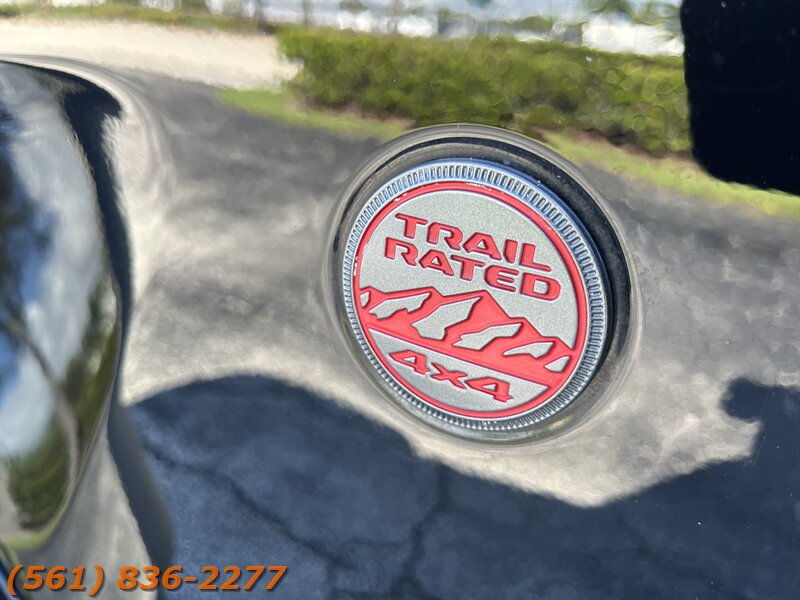 TRAIL
RATED
4x4
(561) 836-2277